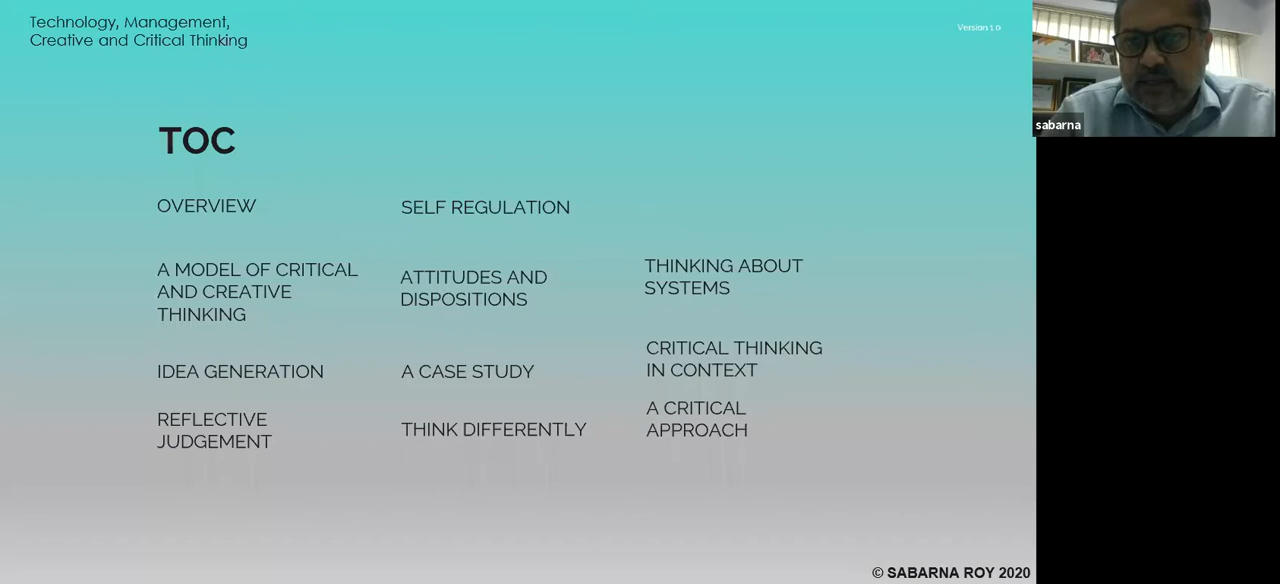 Technology, Management,
Creative and Critical Thinking
Version 1.0
sabarna
TOC
OVERVIEW
A MODEL OF CRITICAL
AND CREATIVE
THINKING
IDEA GENERATION
REFLECTIVE
JUDGEMENT
SELF REGULATION
ATTITUDES AND
DISPOSITIONS
A CASE STUDY
THINK DIFFERENTLY
THINKING ABOUT
SYSTEMS
CRITICAL THINKING
IN CONTEXT
A CRITICAL
APPROACH
© SABARNA ROY 2020